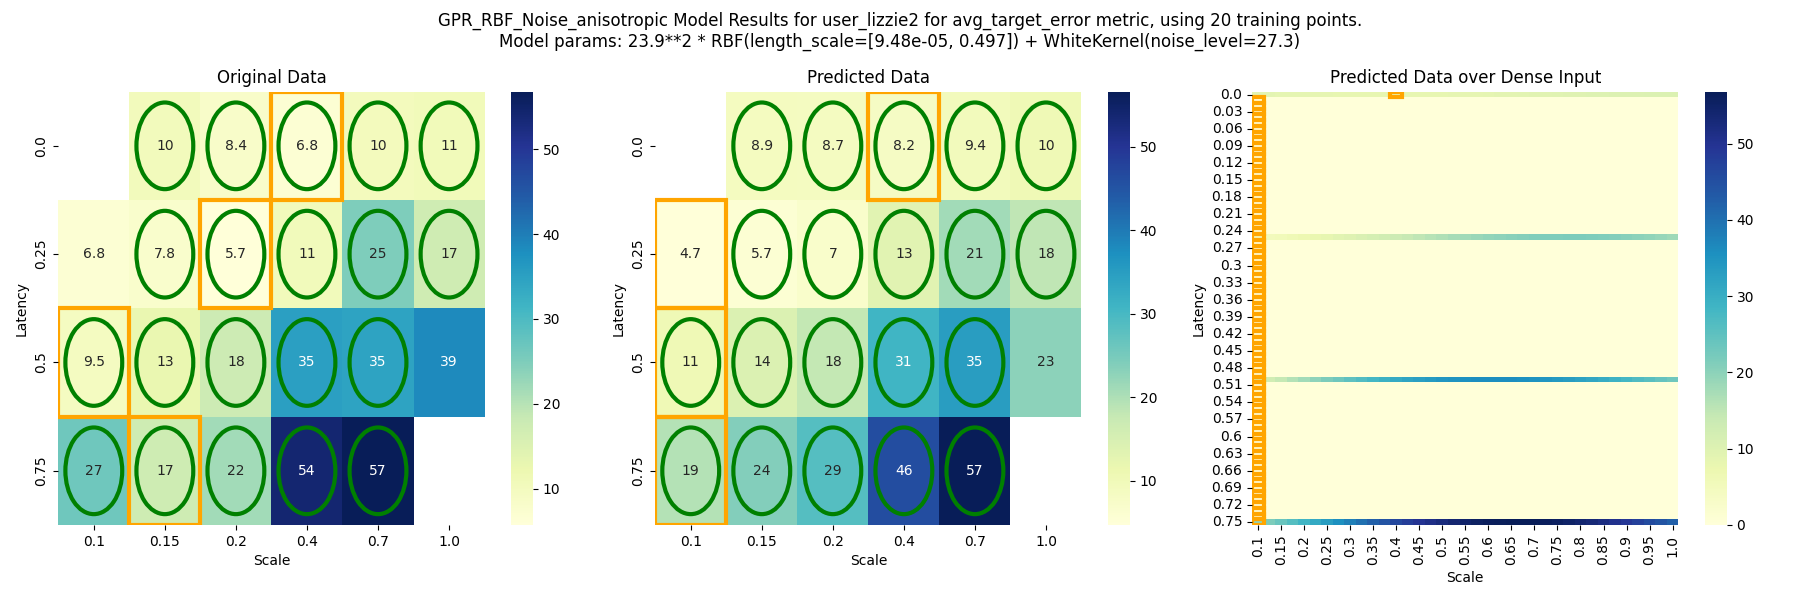 GPR_RBF_Noise_anisotropic Model Results for user_lizzie2 for avg_target_error metric, using 20 training points.
Model params: 23.9**2 * RBF(length_scale=[9.48e-05, 0.497]) + WhiteKernel(noise_level=27.3)
Original Data
0.0 10 8.4 6.8 10 11
0.25 6.8 7.8 5.7 11 25 17
0.5 9.5 13 18 35 35 39
0.75 27 17 22 54 57
0.1 0.15 0.2 0.4 0.7 1.0
Scale
Latency
50
40
30
20
10
Predicted Data
0.0 8.9 8.7 8.2 9.4 10
0.25 4.7 5.7 7 13 21 18
0.5 11 14 18 31 35 23
0.75 19 24 29 46 57
0.1 0.15 0.2 0.4 0.7 1.0
Scale
Latency
50
40
30
20
10
Predicted Data over Dense Input
0.0
0.03
0.06
0.09
0.12
0.15
0.18
0.21
0.24
0.27
0.3
0.33
0.36
0.39
0.42
0.45
0.48
0.51
0.54
0.57
0.6
0.63
0.66
0.69
0.72
0.75
0.1 0.15 0.2 0.25 0.3 0.35 0.4 0.45 0.5 0.55 0.6 0.65 0.7 0.75 0.8 0.85 0.9 0.95 1.0
Scale
Latency
50
40
30
20
10
0